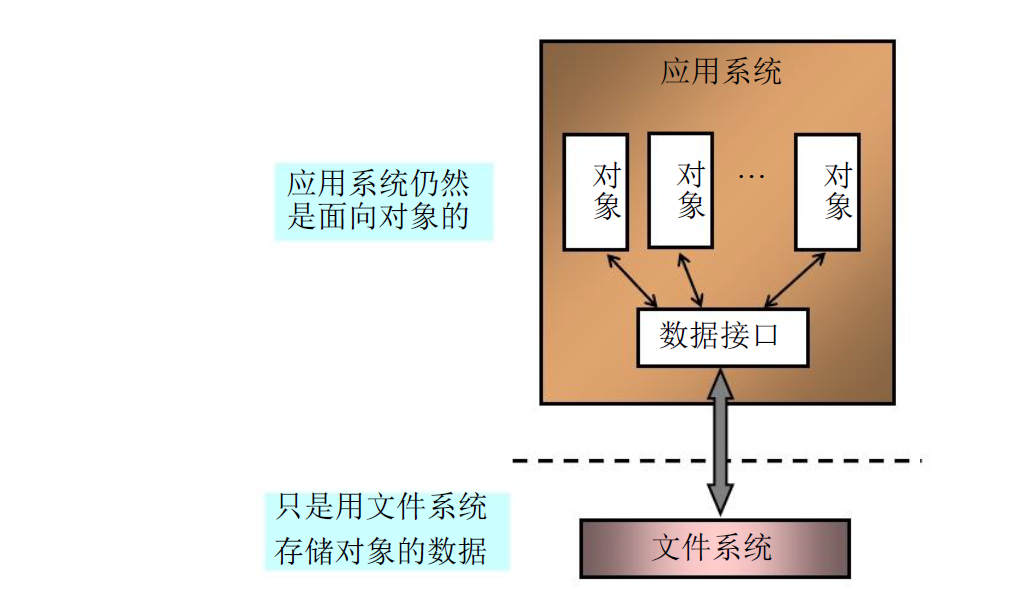 应用系统
应用系统仍然
是面向对象的
对象
对象
…
对象
数据接口
只是用文件系统
存储对象的数据
文件系统